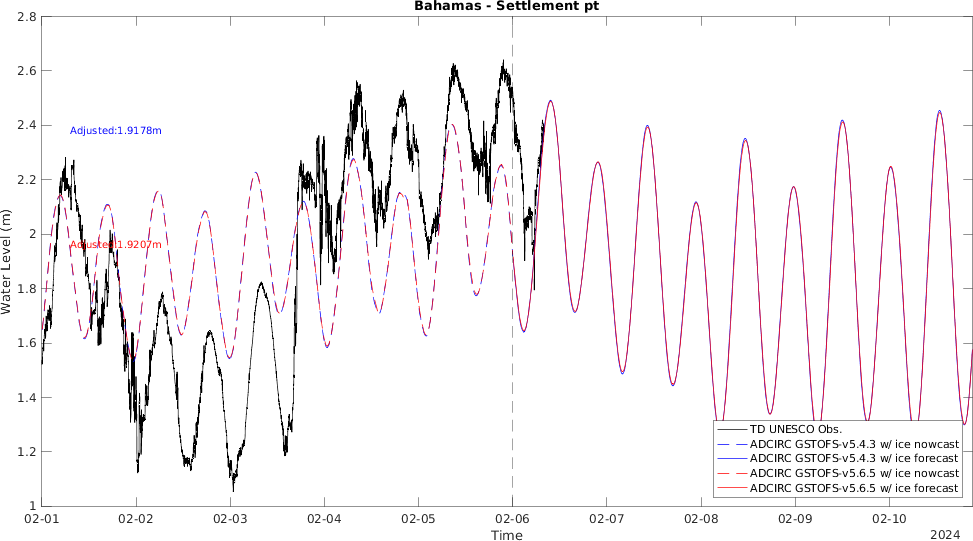 Bahamas - Settlement pt
2.8
2.6
2.4
2.2
2
1.8
1.6
1.4
1.2
1
Water Level (m)
Adjusted:1.9178m
Adjusted:1.9207m
TD UNESCO Obs.
ADCIRC GSTOFS-v5.4.3 w/ ice nowcast
ADCIRC GSTOFS-v5.4.3 w/ ice forecast
ADCIRC GSTOFS-v5.6.5 w/ ice nowcast
ADCIRC GSTOFS-v5.6.5 w/ ice forecast
02-01 02-02 02-03 02-04 02-05 02-06 02-07 02-08 02-09 02-10
Time
2024